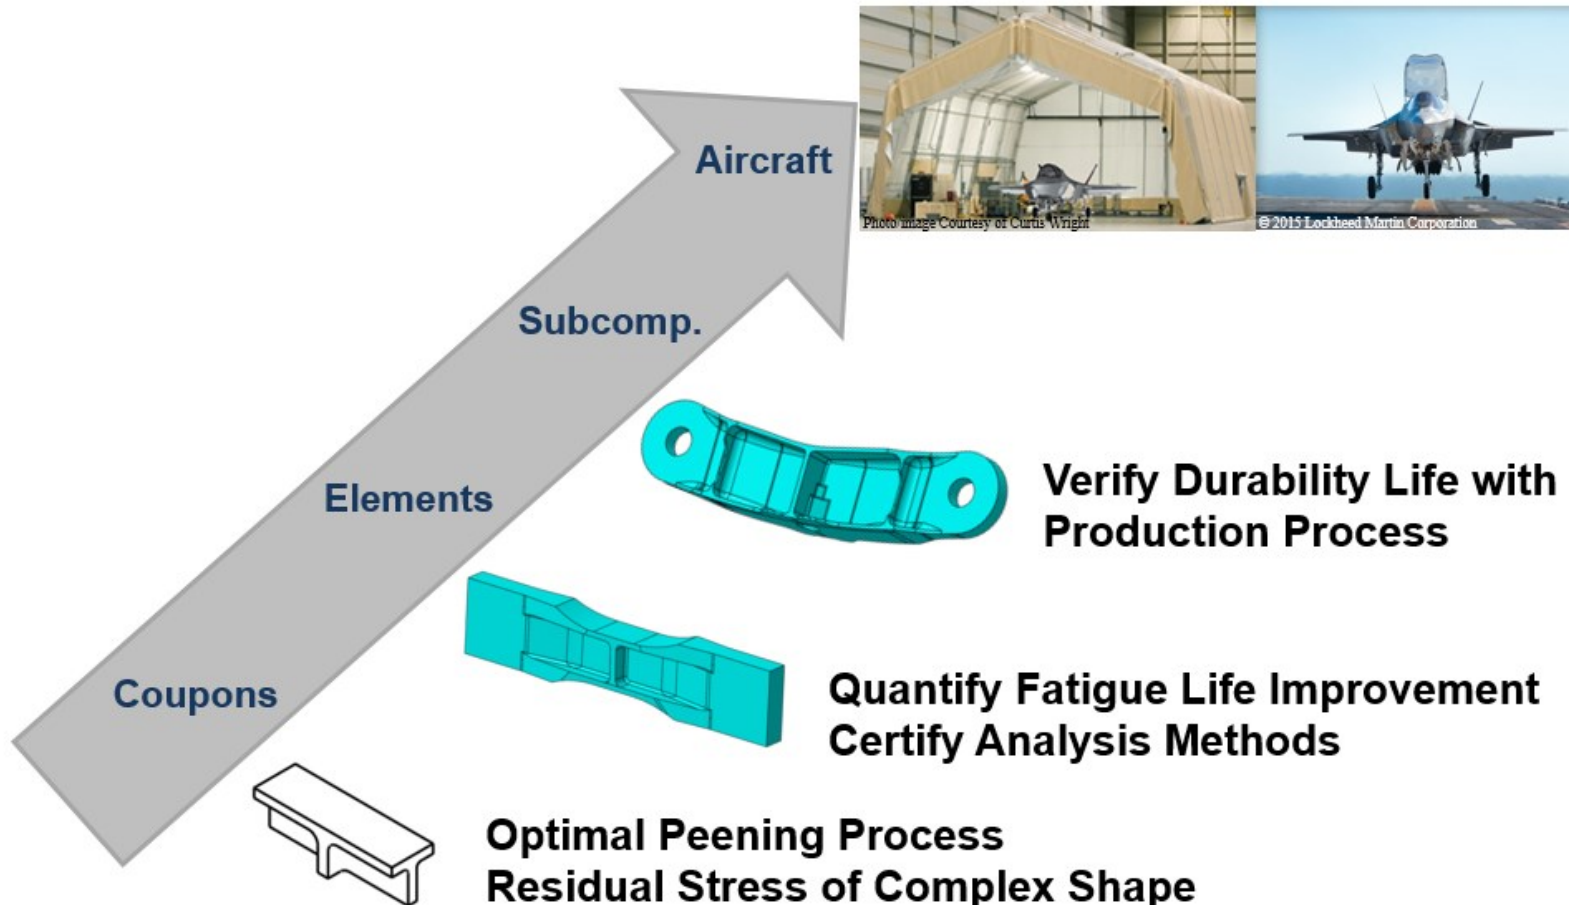 Aircraft
Photo image Courtesy of Curtis Wright
© 2015 Lockheed Martin Corporation
Subcomp.
Elements
Verify Durability Life with
Production Process
Coupons
Quantify Fatigue Life Improvement
Certify Analysis Methods
Optimal Peening Process
Residual Stress of Complex Shape